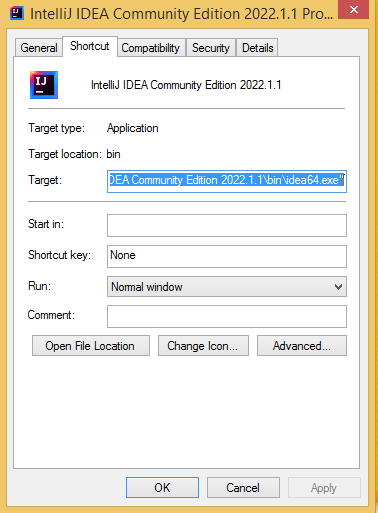 IntelliJ IDEA Community Edition 2022.1.1 Pro...
General Shortcut Compatibility Security Details
IJ
IntelliJ IDEA Community Edition 2022.1.1
Target type: Application
Target location: bin
Target: DEA Community Edition 2022.1.1\bin\idea64.exe"
Start in:
Shortcut key: None
Run: Normal window
Comment:
Open File Location Change Icon... Advanced...
OK Cancel Apply